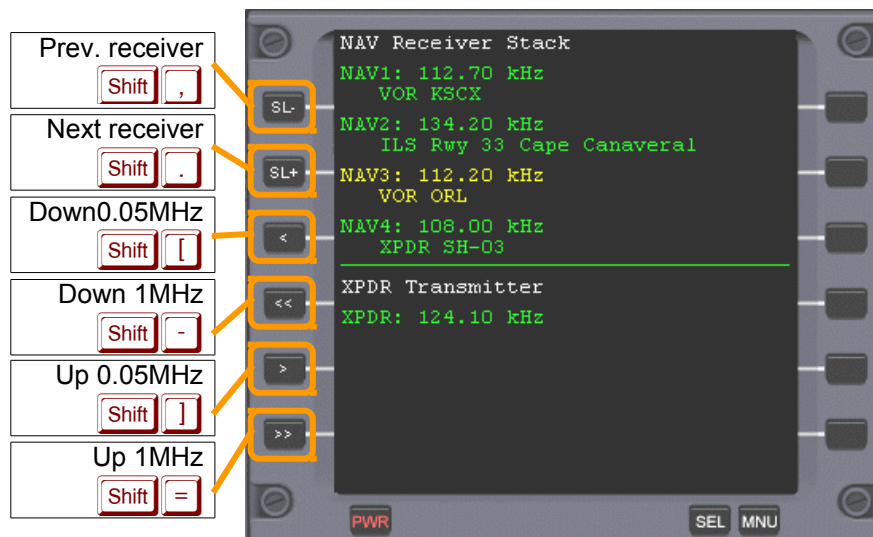 Prev. receiver
Shift ,
Next receiver
Shift .
Down0.05MHz
Shift [
Down 1MHz
Shift -
Up 0.05MHz
Shift ]
Up 1MHz
Shift =
SL-
SL+
<
<<
>
>>
NAV Receiver Stack
NAV1: 112.70 kHz
VOR KSCX
NAV2: 134.20 kHz
ILS Rwy 33 Cape Canaveral
NAV3: 112.20 kHz
VOR ORL
NAV4: 108.00 kHz
XPDR SH-03
XPDR Transmitter
XPDR: 124.10 kHz
PWR
SEL MNU